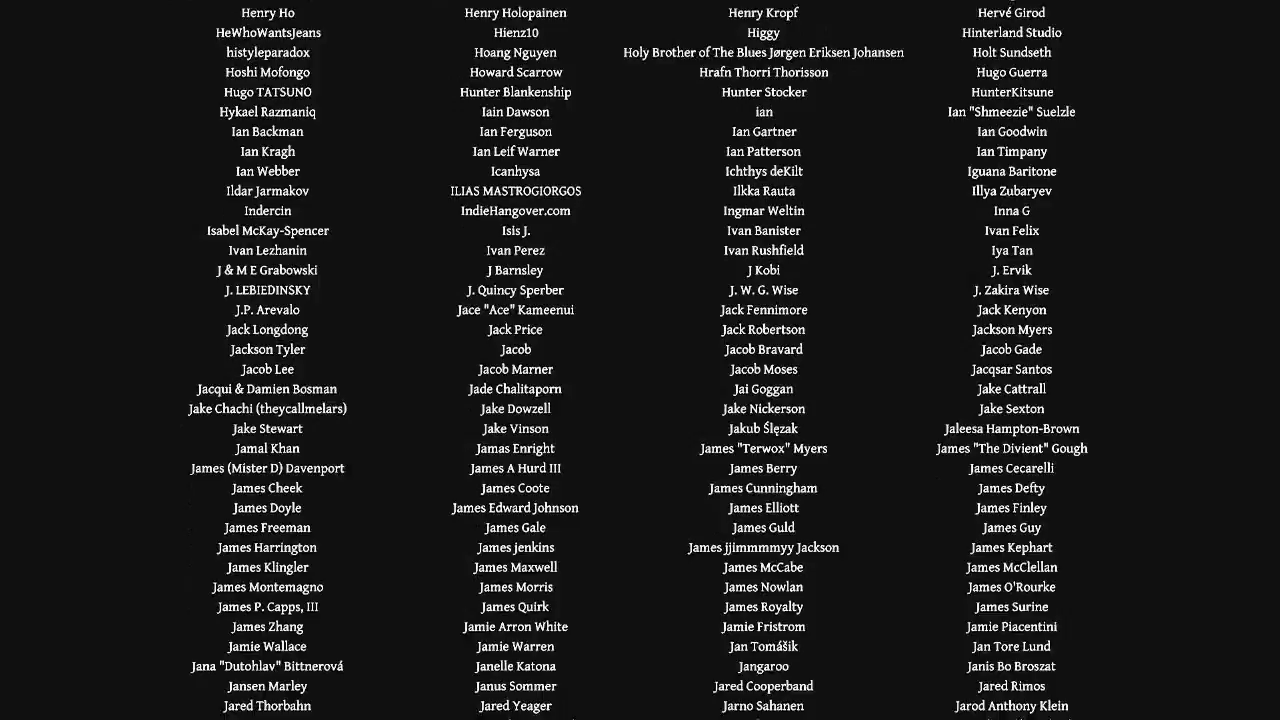 Henry Ho Henry Holopainen Henry Kropf Hervé Girod
HeWhoWantsJeans Hienz10 Higgy Hinterland Studio
histyleparadox Hoang Nguyen Holy Brother of The Blues Jørgen Eriksen Johansen Holt Sundseth
Hoshi Mofongo Howard Scarrow Hrafn Thorri Thorisson Hugo Guerra
Hugo TATSUNO Hunter Blankenship Hunter Stocker HunterKitsune
Hykael Razmaniq Iain Dawson ian Ian "Shmeezie" Suelzle
Ian Backman Ian Ferguson Ian Gartner Ian Goodwin
Ian Kragh Ian Leif Warner Ian Patterson Ian Timpany
Ian Webber Icanhysa Ichthys deKilt Iguana Baritone
Ildar Jarmakov ILIAS MASTROGIORGOS Ilkka Rauta Illya Zubaryev
Indercin IndieHangover.com Ingmar Weltin Inna G
Isabel McKay-Spencer Isis J. Ivan Banister Ivan Felix
Ivan Lezhanin Ivan Perez Ivan Rushfield Iya Tan
J & M E Grabowski J Barnsley J Kobi J. Ervik
J. LEBIEDINSKY J. Quincy Sperber J. W. G. Wise J. Zakira Wise
J.P. Arevalo Jace "Ace" Kameenui Jack Fennimore Jack Kenyon
Jack Longdong Jack Price Jack Robertson Jackson Myers
Jackson Tyler Jacob Jacob Bravard Jacob Gade
Jacob Lee Jacob Marner Jacob Moses Jacqsar Santos
Jacqui & Damien Bosman Jade Chalitaporn Jai Goggan Jake Cattrall
Jake Chachi (theycallmelars) Jake Dowzell Jake Nickerson Jake Sexton
Jake Stewart Jake Vinson Jakub Ślęzak Jaleesa Hampton-Brown
Jamal Khan Jamas Enright James "Terwox" Myers James "The Divient" Gough
James (Mister D) Davenport James A Hurd III James Berry James Cecarelli
James Cheek James Coote James Cunningham James Defty
James Doyle James Edward Johnson James Elliott James Finley
James Freeman James Gale James Guld James Guy
James Harrington James jenkins James jjimmmmyy Jackson James Kephart
James Klingler James Maxwell James McCabe James McClellan
James Montemagno James Morris James Nowlan James O'Rourke
James P. Capps, III James Quirk James Royalty James Surine
James Zhang Jamie Arron White Jamie Fristrom Jamie Piacentini
Jamie Wallace Jamie Warren Jan Tomášik Jan Tore Lund
Jana "Dutohlav" Bittnerová Janelle Katona Jangaroo Janis Bo Broszat
Jansen Marley Janus Sommer Jared Cooperband Jared Rimos
Jared Thorbahn Jared Yeager Jarno Sahanen Jarod Anthony Klein